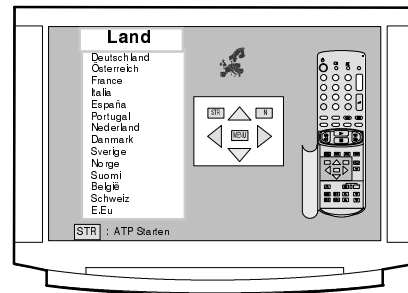 Land
Deutschland
Österreich
France
Italia
España
Portugal
Nederland
Danmark
Sverige
Norge
Suomi
België
Schweiz
E.Eu
STR
N
MENU
STR : ATP Starten